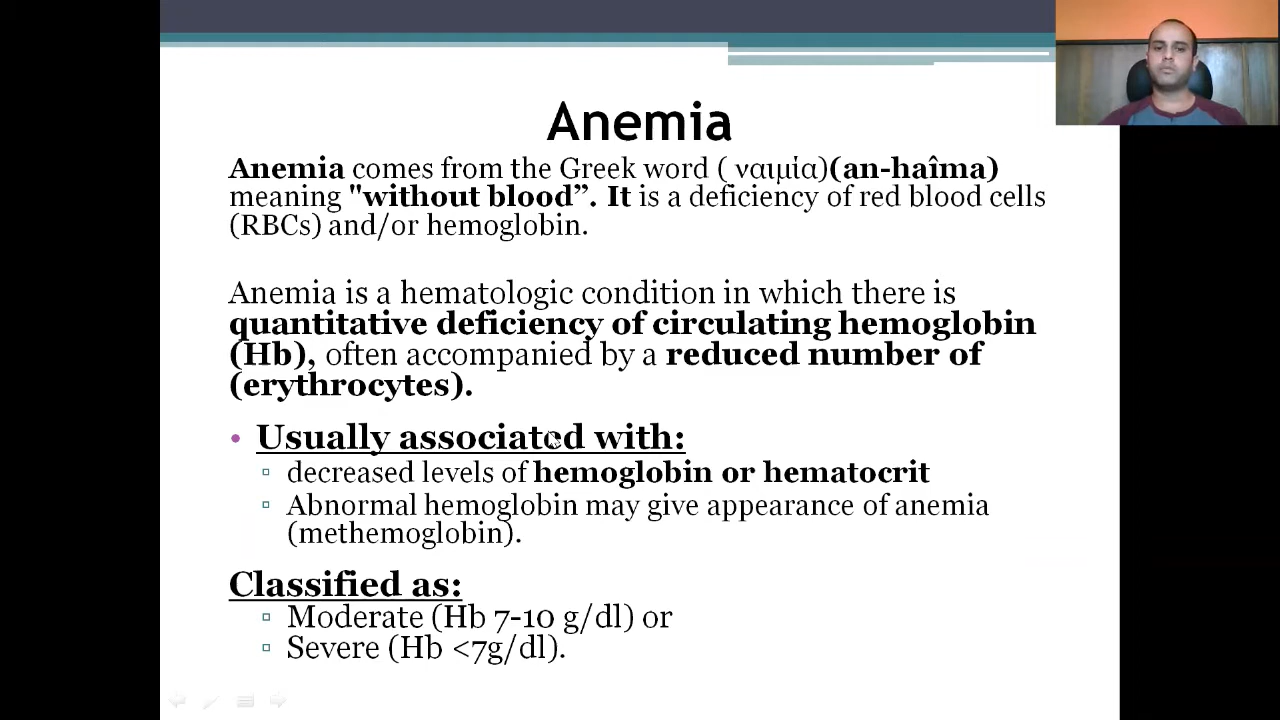 Anemia
Anemia comes from the Greek word ( ναιμία)(an-haîma)
meaning "without blood”. It is a deficiency of red blood cells
(RBCs) and/or hemoglobin.
Anemia is a hematologic condition in which there is
quantitative deficiency of circulating hemoglobin
(Hb), often accompanied by a reduced number of
(erythrocytes).
• Usually associated with:
▫ decreased levels of hemoglobin or hematocrit
▫ Abnormal hemoglobin may give appearance of anemia
(methemoglobin).
Classified as:
▫ Moderate (Hb 7-10 g/dl) or
▫ Severe (Hb <7g/dl).